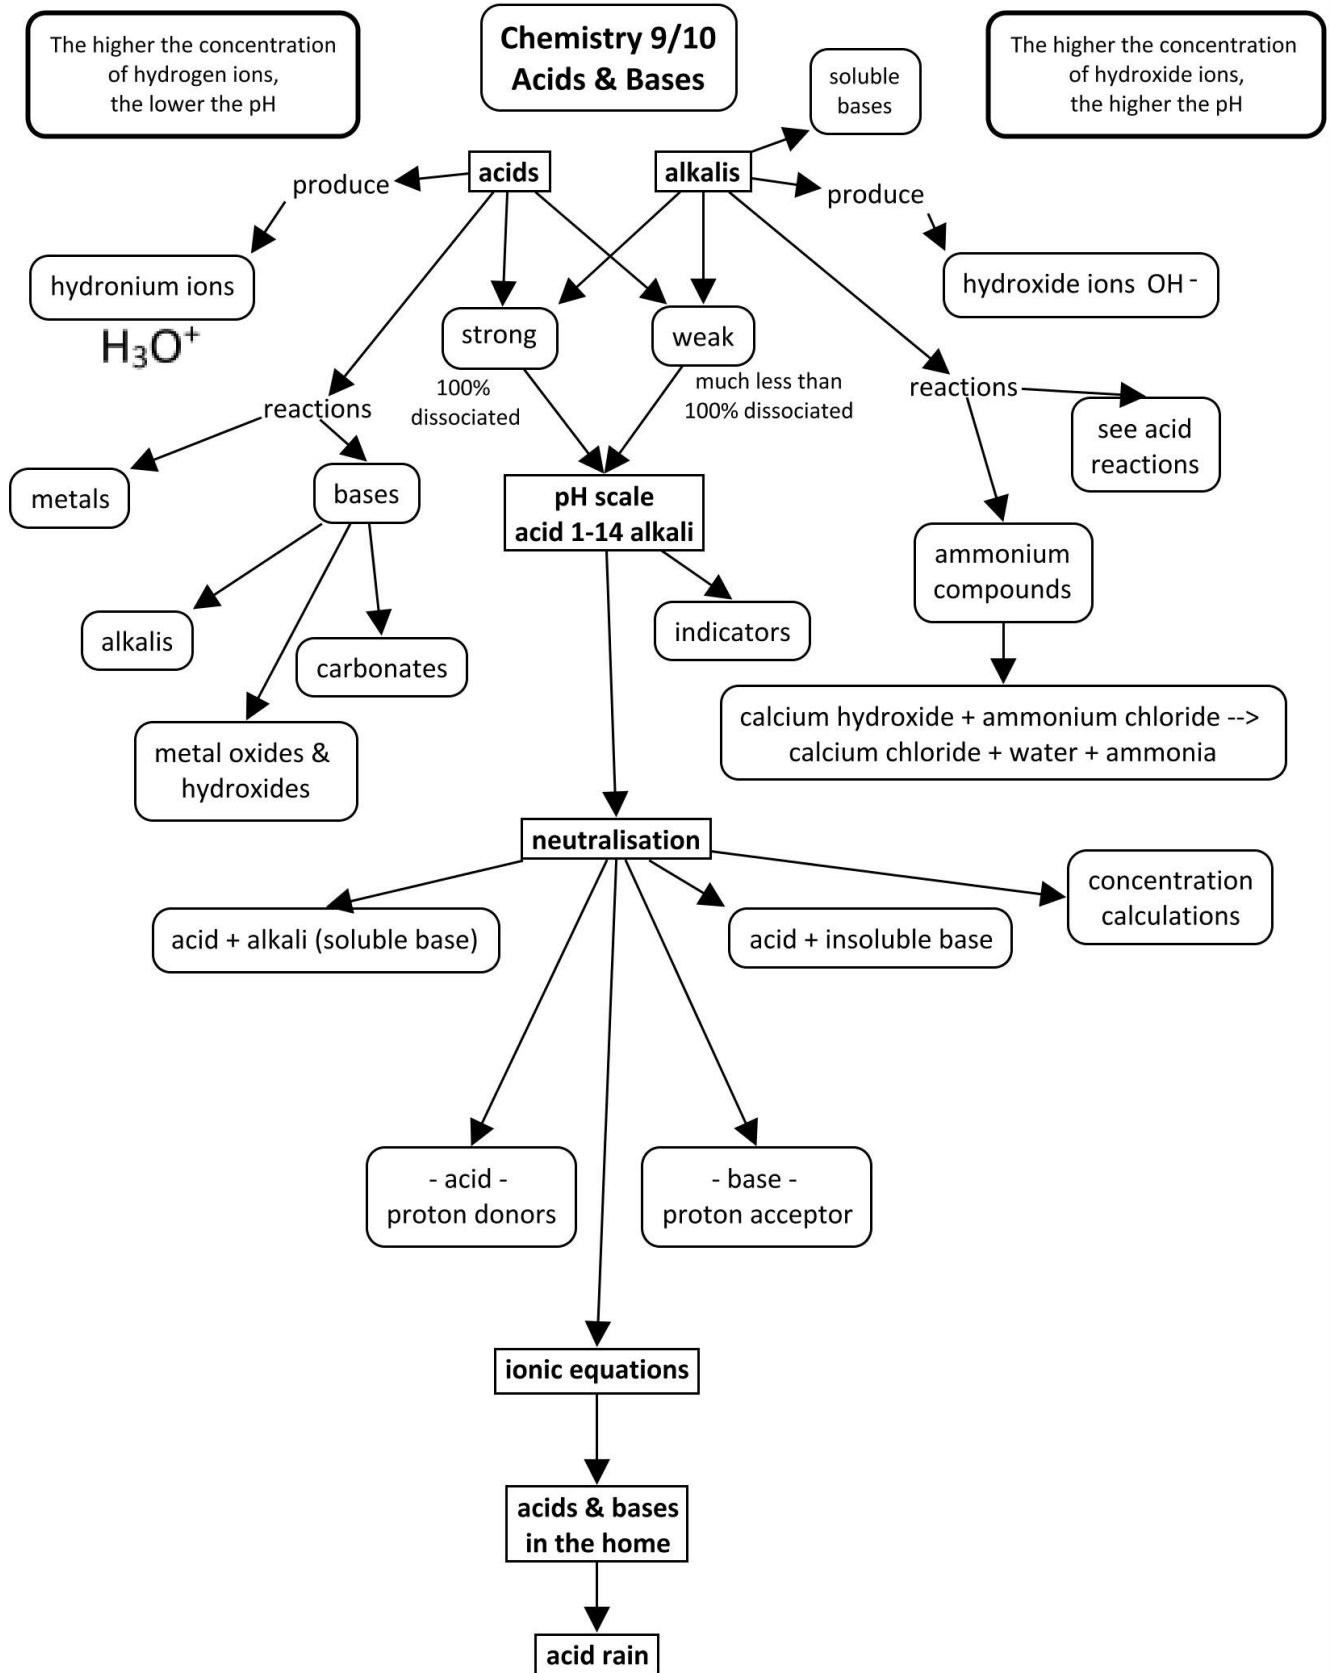 The higher the concentration
of hydrogen ions,
the lower the pH
Chemistry 9/10
Acids & Bases
The higher the concentration
of hydroxide ions,
the higher the pH
soluble
bases
acids
alkalis
produce
produce
hydronium ions
H₃O⁺
hydroxide ions OH⁻
strong
weak
100%
dissociated
much less than
100% dissociated
reactions
reactions
see acid
reactions
metals
bases
pH scale
acid 1-14 alkali
ammonium
compounds
alkalis
carbonates
indicators
metal oxides &
hydroxides
calcium hydroxide + ammonium chloride -->
calcium chloride + water + ammonia
neutralisation
acid + alkali (soluble base)
acid + insoluble base
concentration
calculations
- acid -
proton donors
- base -
proton acceptor
ionic equations
acids & bases
in the home
acid rain